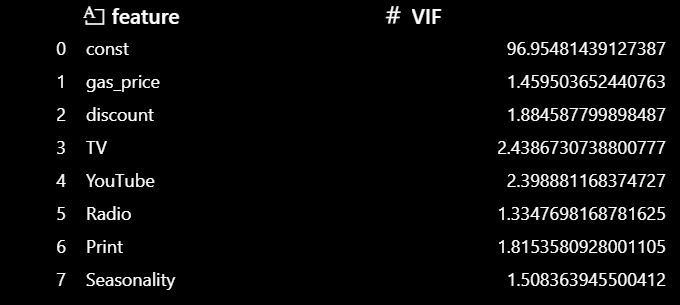 feature # VIF
0 const 96.95481439127387
1 gas_price 1.459503652440763
2 discount 1.884587799898487
3 TV 2.4386730738800777
4 YouTube 2.398881168374727
5 Radio 1.3347698168781625
6 Print 1.8153580928001105
7 Seasonality 1.508363945500412